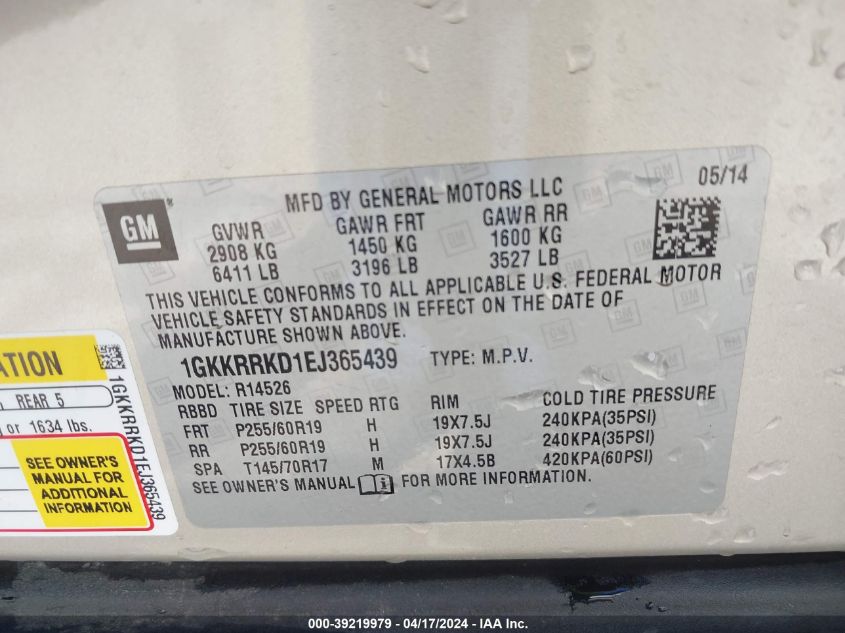 MFD BY GENERAL MOTORS LLC 05/14
GM
GVWR GAWR FRT GAWR RR
2908 KG 1450 KG 1600 KG
6411 LB 3196 LB 3527 LB
THIS VEHICLE CONFORMS TO ALL APPLICABLE U.S. FEDERAL MOTOR
VEHICLE SAFETY STANDARDS IN EFFECT ON THE DATE OF
MANUFACTURE SHOWN ABOVE.
1GKKRRKD1EJ365439 TYPE: M.P.V.
MODEL: R14526
RBBD TIRE SIZE SPEED RTG RIM COLD TIRE PRESSURE
FRT P255/60R19 H 19X7.5J 240KPA(35PSI)
RR P255/60R19 H 19X7.5J 240KPA(35PSI)
SPA T145/70R17 M 17X4.5B 420KPA(60PSI)
SEE OWNER'S MANUAL i FOR MORE INFORMATION.
REAR 5
or 1634 lbs.
SEE OWNER'S
MANUAL FOR
ADDITIONAL
INFORMATION
1GKKRRKD1EJ365439
000-39219979 - 04/17/2024 - IAA Inc.